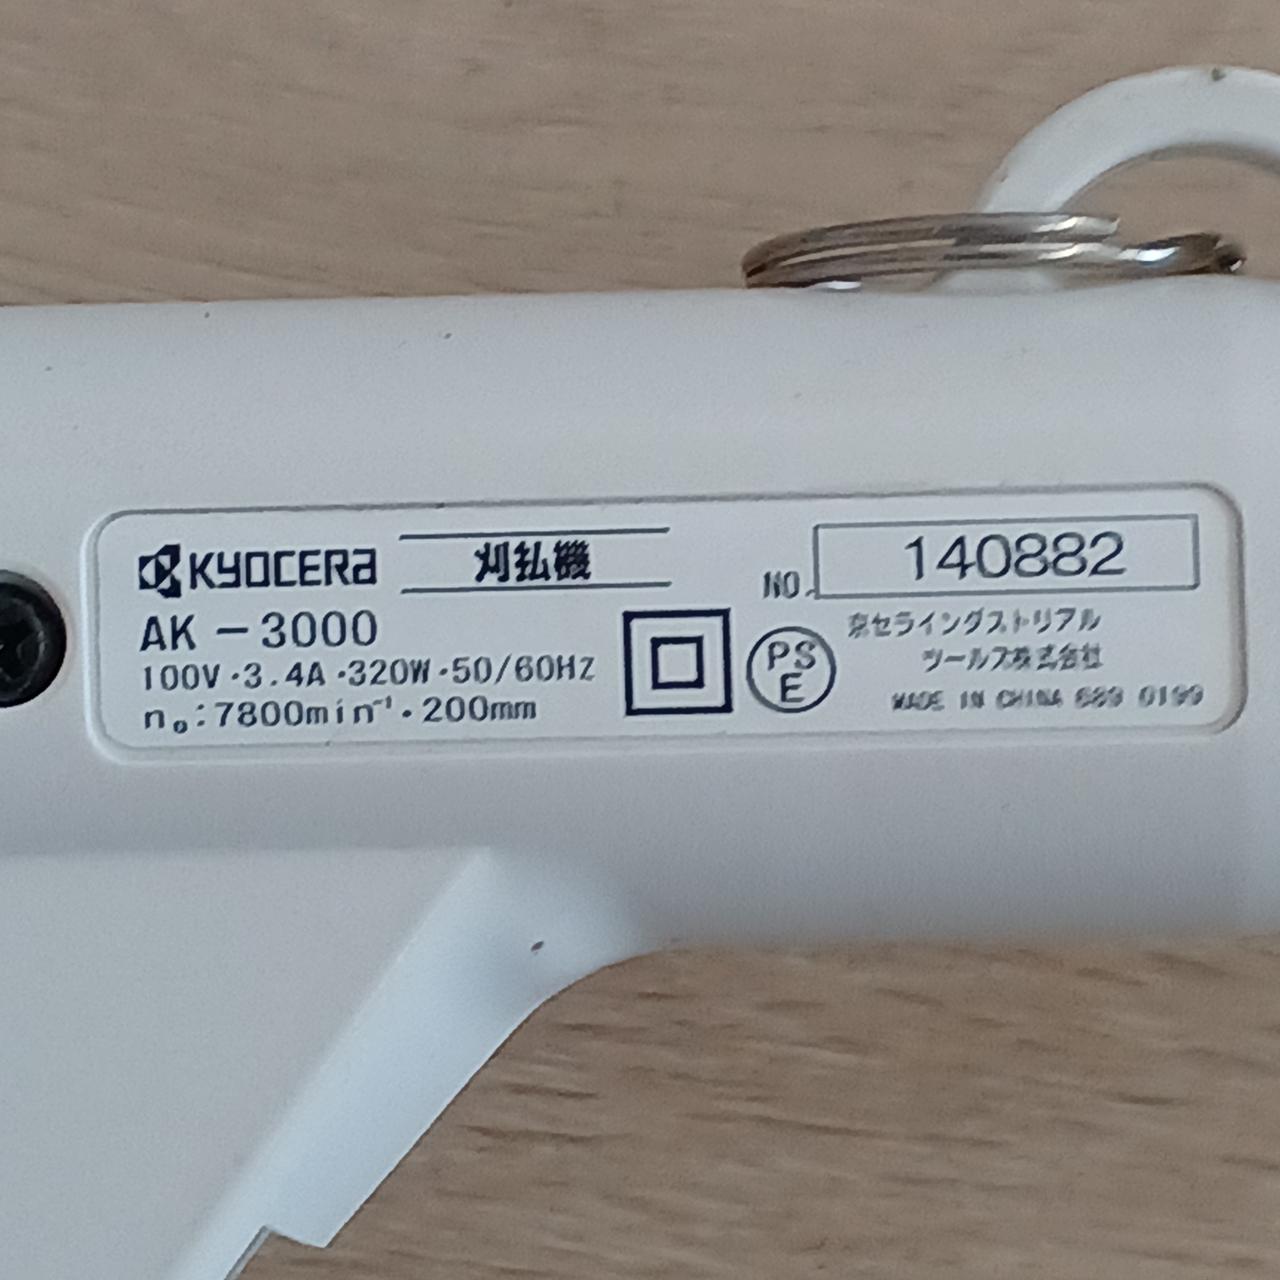 KYOCERA 刈払機
NO. 140882
AK-3000
100V・3.4A・320W・50/60HZ
n₀:7800min⁻¹・200mm
PS
E
京セラインダストリアル
ツールズ株式会社
MADE IN CHINA 689 0199